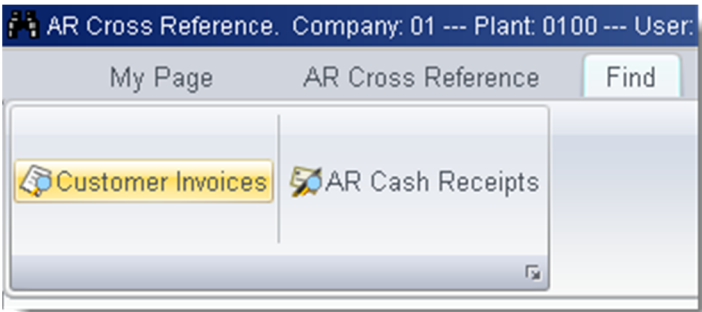 AR Cross Reference. Company: 01 --- Plant: 0100 --- User:
My Page AR Cross Reference Find
Customer Invoices AR Cash Receipts